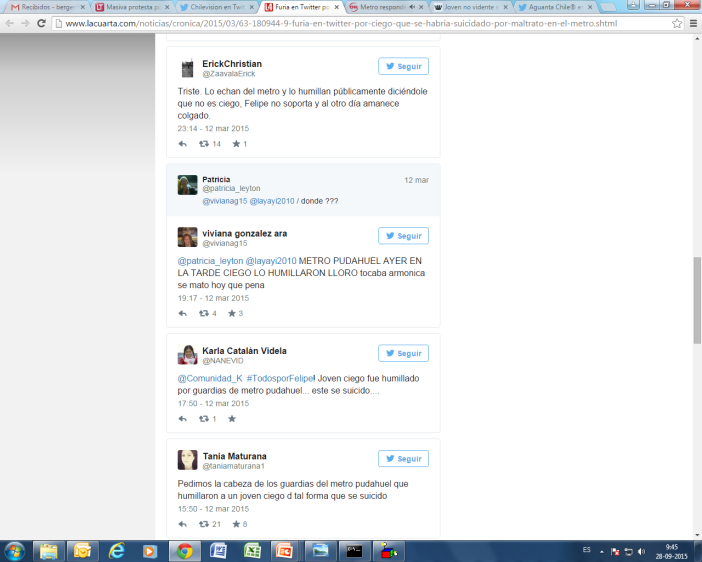 Recibidos - berge
Masiva protesta po
Chilevision en Twit
Furia en Twitter po
Metro respond
Joven no vidente s
Aguanta Chile® e
www.lacuarta.com/noticias/cronica/2015/03/63-180944-9-furia-en-twitter-por-ciego-que-se-habria-suicidado-por-maltrato-en-el-metro.shtml
ErickChristian
@ZaavalaErick
Seguir
Triste. Lo echan del metro y lo humillan públicamente diciéndole
que no es ciego, Felipe no soporta y al otro día amanece
colgado.
23:14 - 12 mar 2015
14 1
Patricia
12 mar
@patricia_leyton
@vivianag15 @layayi2010 / donde ???
viviana gonzalez ara
@vivianag15
Seguir
@patricia_leyton @layayi2010 METRO PUDAHUEL AYER EN
LA TARDE CIEGO LO HUMILLARON LLORO tocaba armonica
se mato hoy que pena
19:17 - 12 mar 2015
4 3
Karla Catalán Videla
@NANEVID
Seguir
@Comunidad_K #TodosporFelipe! Joven ciego fue humillado
por guardias de metro pudahuel... este se suicido....
17:50 - 12 mar 2015
1
Tania Maturana
@taniamaturana1
Seguir
Pedimos la cabeza de los guardias del metro pudahuel que
humillaron a un joven ciego d tal forma que se suicido
15:50 - 12 mar 2015
21 8
ES
9:45
28-09-2015